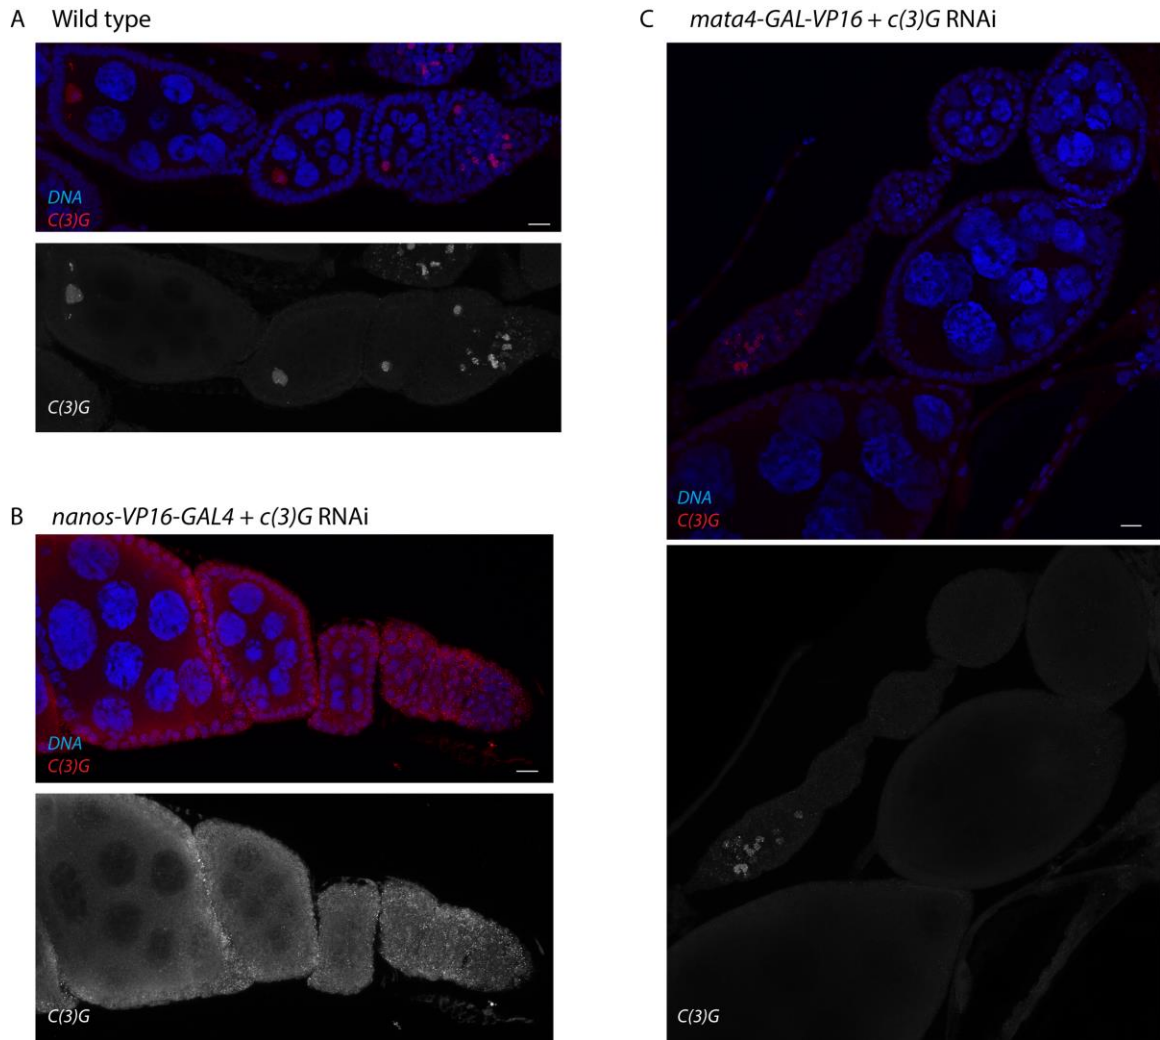 A Wild type
DNA
C(3)G
C(3)G
B nanos-VP16-GAL4 + c(3)G RNAi
DNA
C(3)G
C(3)G
C mata4-GAL-VP16 + c(3)G RNAi
DNA
C(3)G
C(3)G